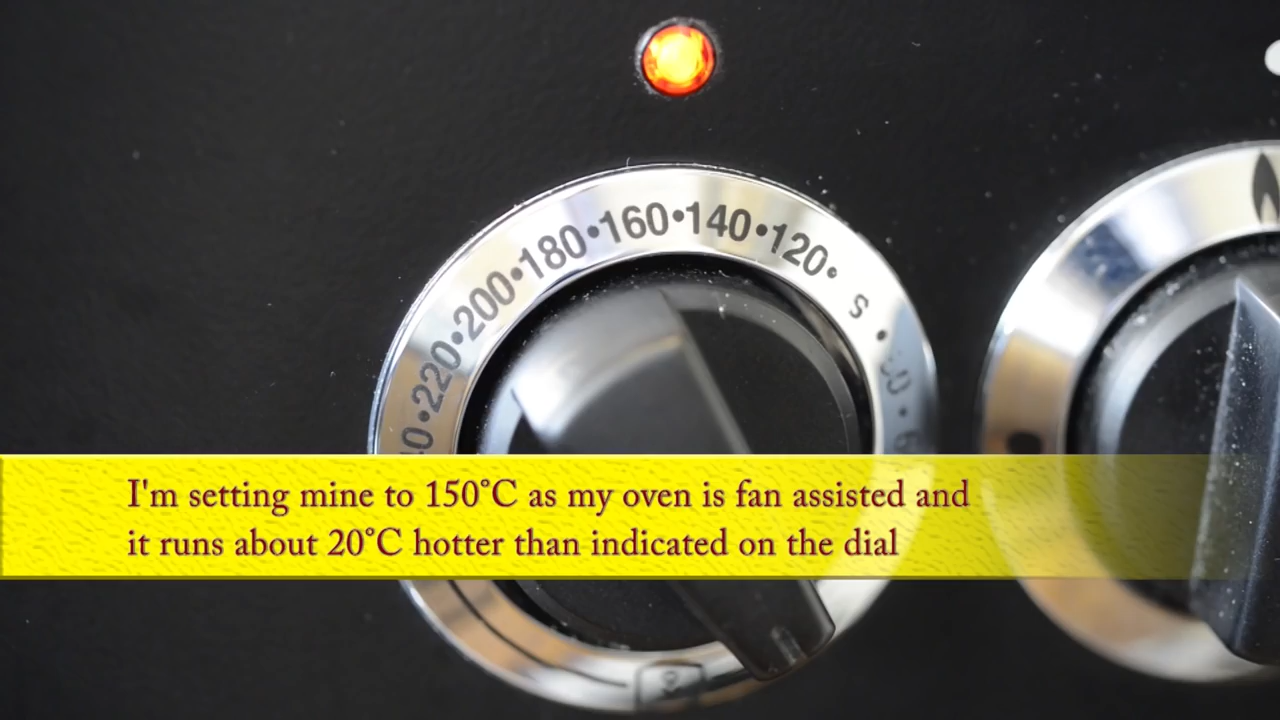 200•180•160•140•120•
220
S
I'm setting mine to 150°C as my oven is fan assisted and
it runs about 20°C hotter than indicated on the dial